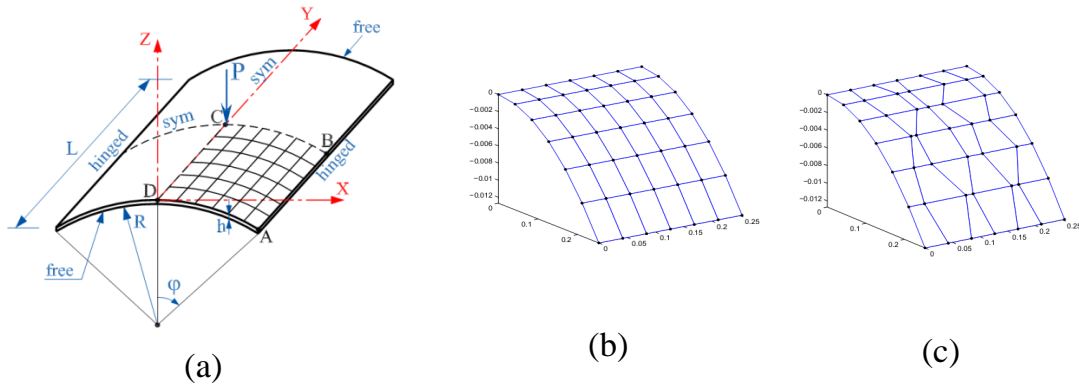 Z
Y
free
P
sym
sym
C
L
hinged
B
hinged
D
X
R
h
A
free
φ
(a)
0
−0.002
−0.004
−0.006
−0.008
−0.01
−0.012
0
0.1
0.2
0
0.05
0.1
0.15
0.2
0.25
(b)
0
−0.002
−0.004
−0.006
−0.008
−0.01
−0.012
0
0.1
0.2
0
0.05
0.1
0.15
0.2
0.25
(c)